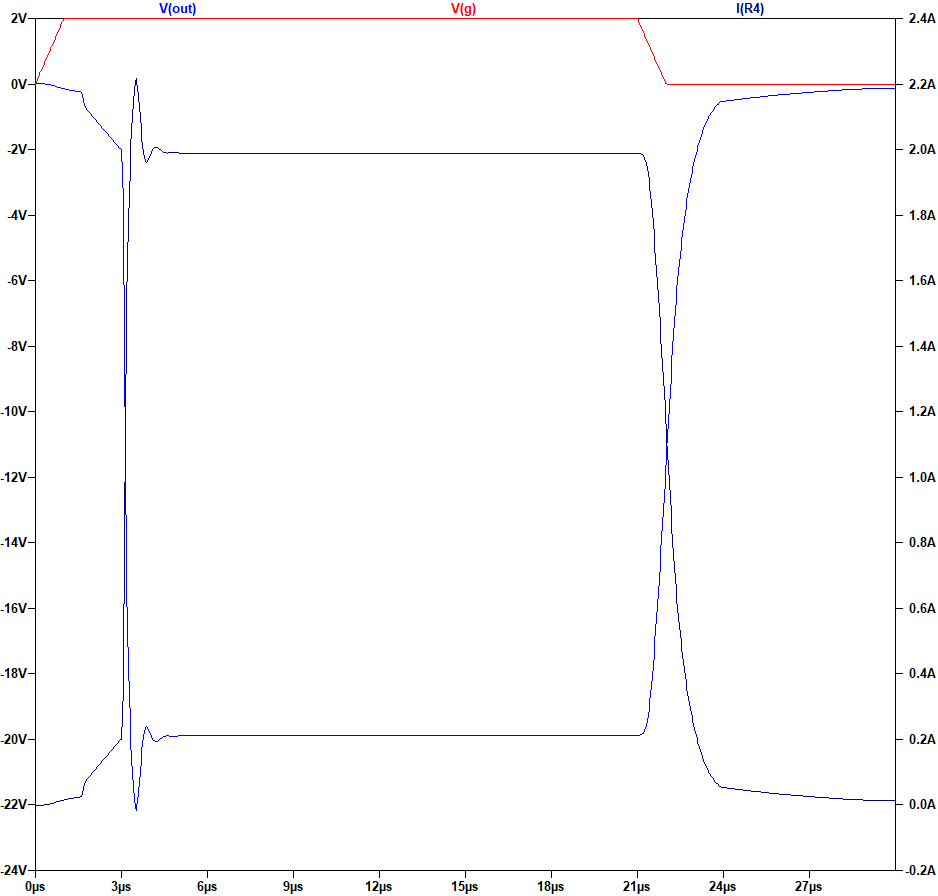 V(out) V(g) I(R4)
2V 2.4A
0V 2.2A
-2V 2.0A
-4V 1.8A
-6V 1.6A
-8V 1.4A
-10V 1.2A
-12V 1.0A
-14V 0.8A
-16V 0.6A
-18V 0.4A
-20V 0.2A
-22V 0.0A
-24V -0.2A
0µs 3µs 6µs 9µs 12µs 15µs 18µs 21µs 24µs 27µs